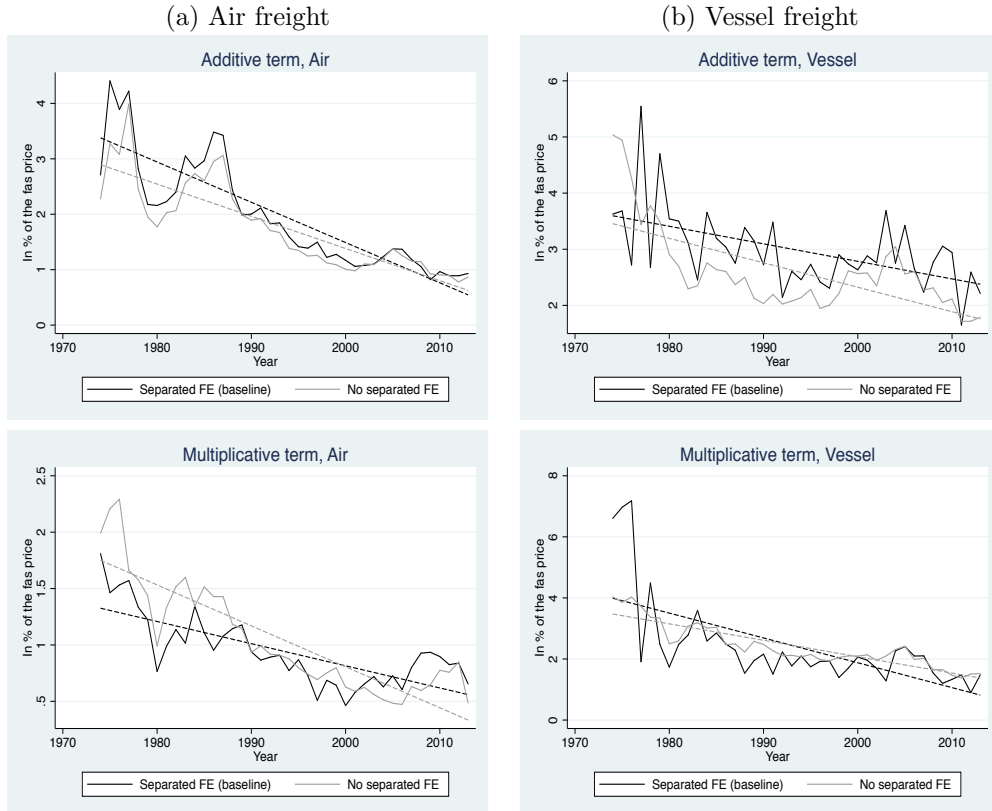 (a) Air freight
Additive term, Air
In % of the fas price
4
3
2
1
0
1970 1980 1990 2000 2010
Year
Separated FE (baseline) No separated FE
Multiplicative term, Air
In % of the fas price
2.5
2
1.5
1
.5
1970 1980 1990 2000 2010
Year
Separated FE (baseline) No separated FE
(b) Vessel freight
Additive term, Vessel
In % of the fas price
6
5
4
3
2
1970 1980 1990 2000 2010
Year
Separated FE (baseline) No separated FE
Multiplicative term, Vessel
In % of the fas price
8
6
4
2
0
1970 1980 1990 2000 2010
Year
Separated FE (baseline) No separated FE